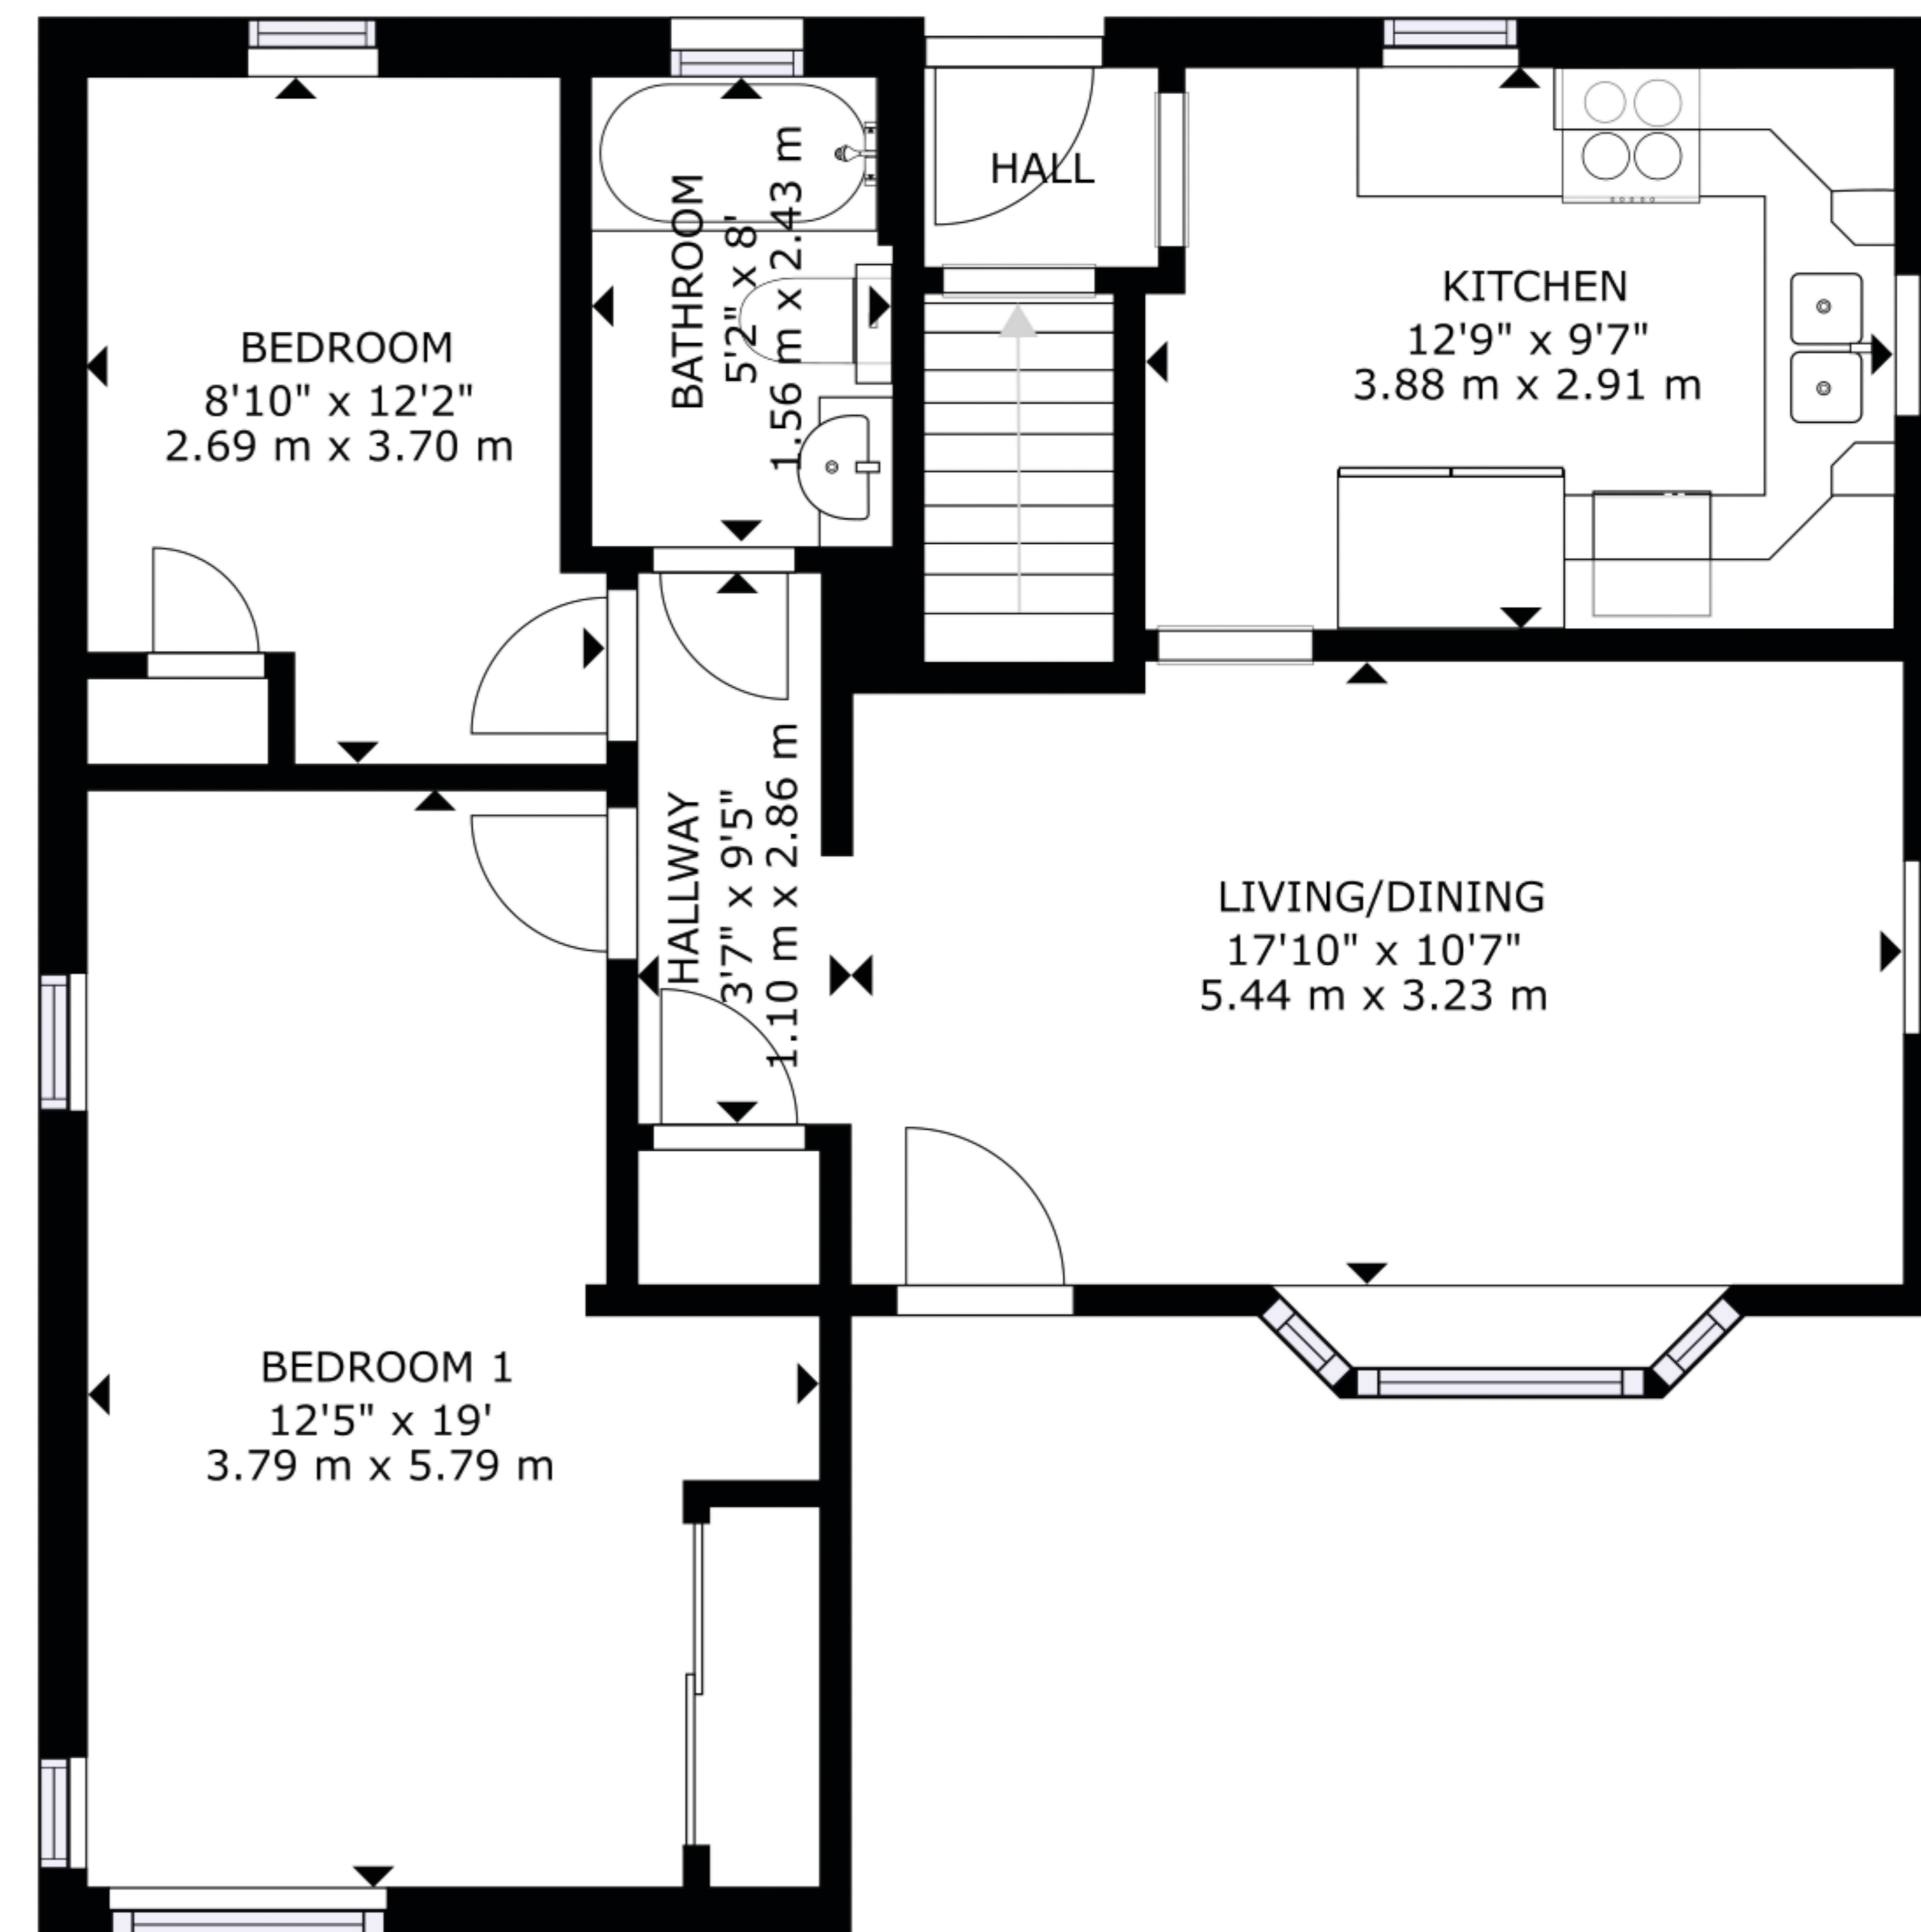 HALL
BATHROOM
5'2" x 8'
1.56 m x 2.43 m
KITCHEN
12'9" x 9'7"
3.88 m x 2.91 m
BEDROOM
8'10" x 12'2"
2.69 m x 3.70 m
HALLWAY
3'7" x 9'5"
1.10 m x 2.86 m
LIVING/DINING
17'10" x 10'7"
5.44 m x 3.23 m
BEDROOM 1
12'5" x 19'
3.79 m x 5.79 m